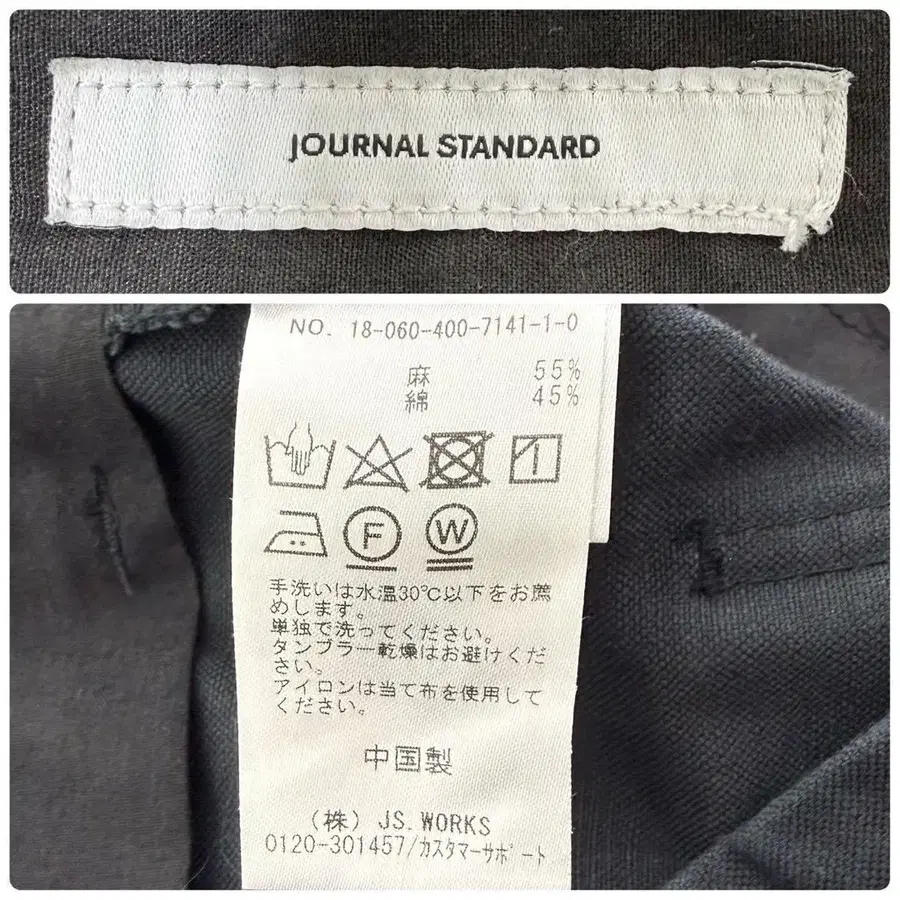 JOURNAL STANDARD
NO. 18-060-400-7141-1-0
麻 55%
綿 45%
F W
手洗いは水温30℃以下をお薦
めします。
単独で洗ってください。
タンブラー乾燥はお避けくだ
さい。
アイロンは当て布を使用して
ください。
中国製
(株) JS.WORKS
0120-301457/カスタマーサポート